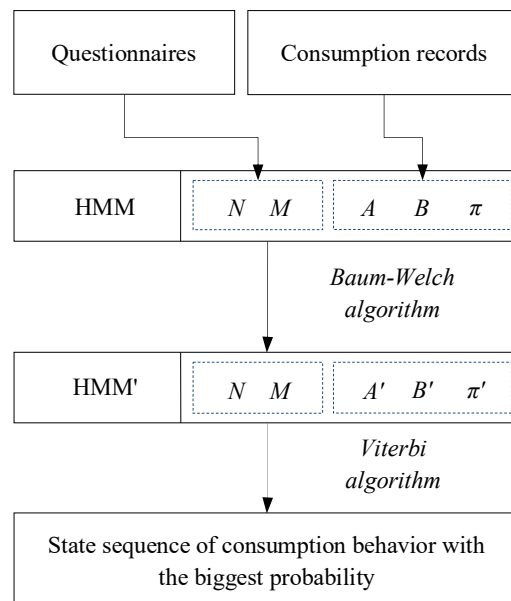 Questionnaires
Consumption records
HMM
N M
A B π
Baum-Welch
algorithm
HMM'
N M
A' B' π'
Viterbi
algorithm
State sequence of consumption behavior with
the biggest probability